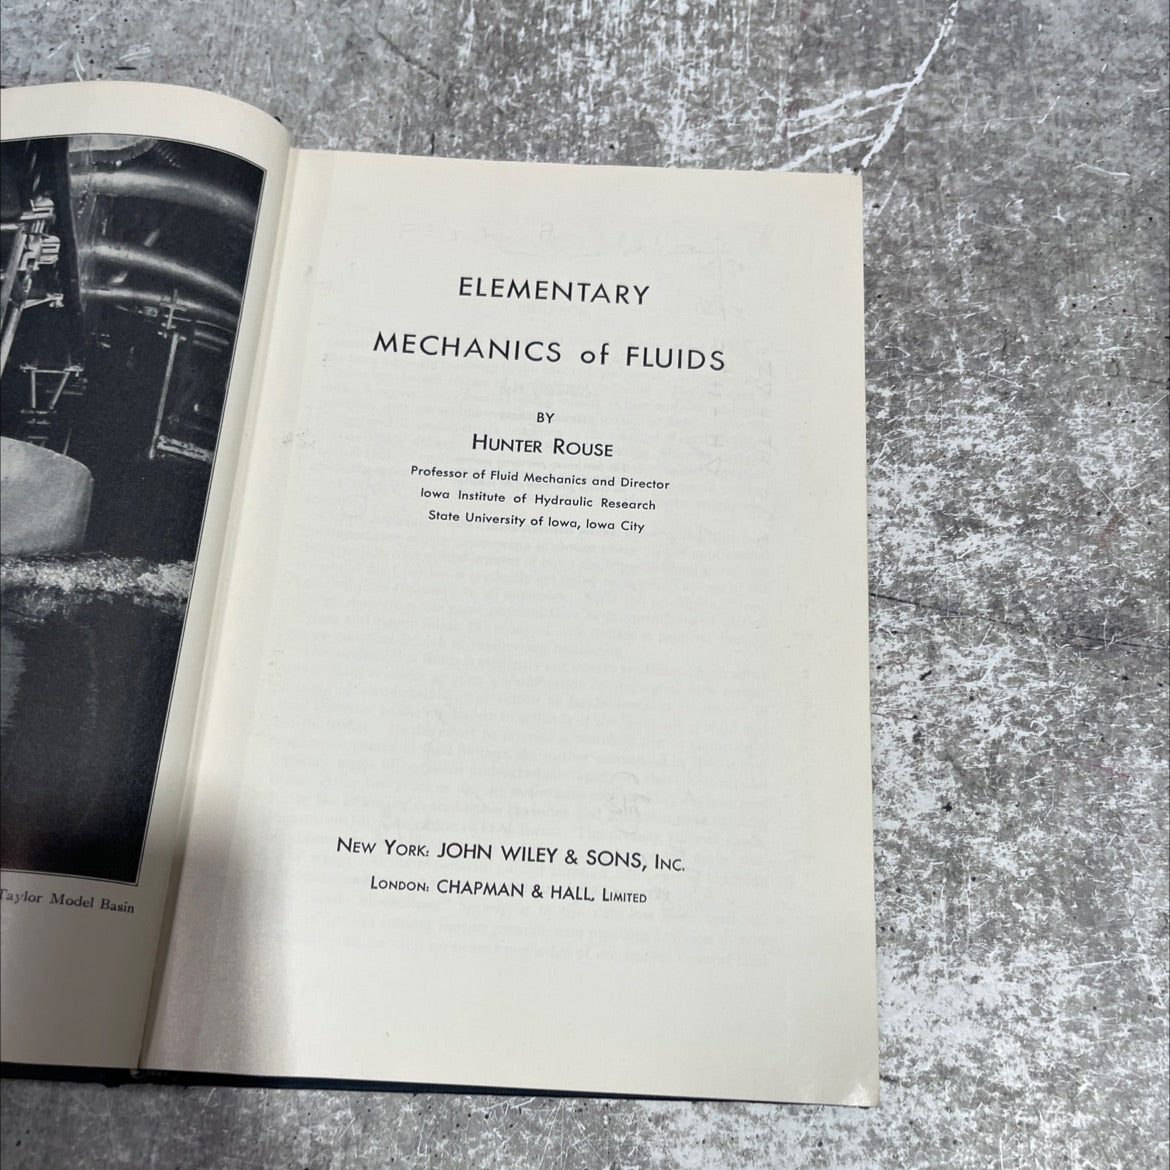 Taylor Model Basin
ELEMENTARY
MECHANICS of FLUIDS
BY
HUNTER ROUSE
Professor of Fluid Mechanics and Director
Iowa Institute of Hydraulic Research
State University of Iowa, Iowa City
NEW YORK: JOHN WILEY & SONS, INC.
LONDON: CHAPMAN & HALL, LIMITED